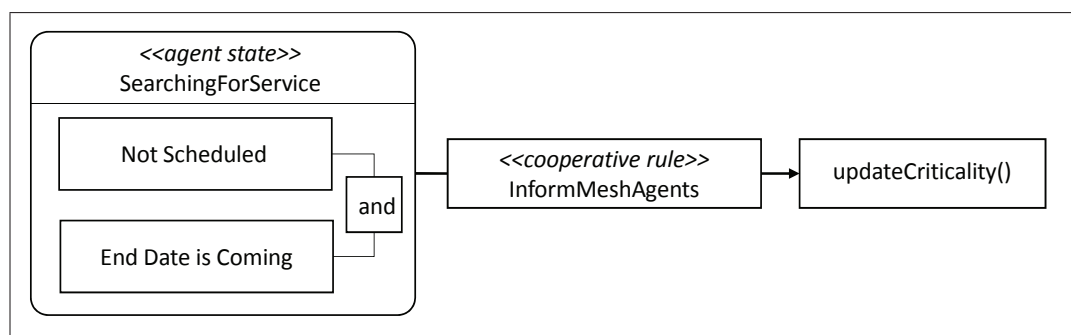 <<agent state>>
SearchingForService
Not Scheduled
and
End Date is Coming
<<cooperative rule>>
InformMeshAgents
updateCriticality()